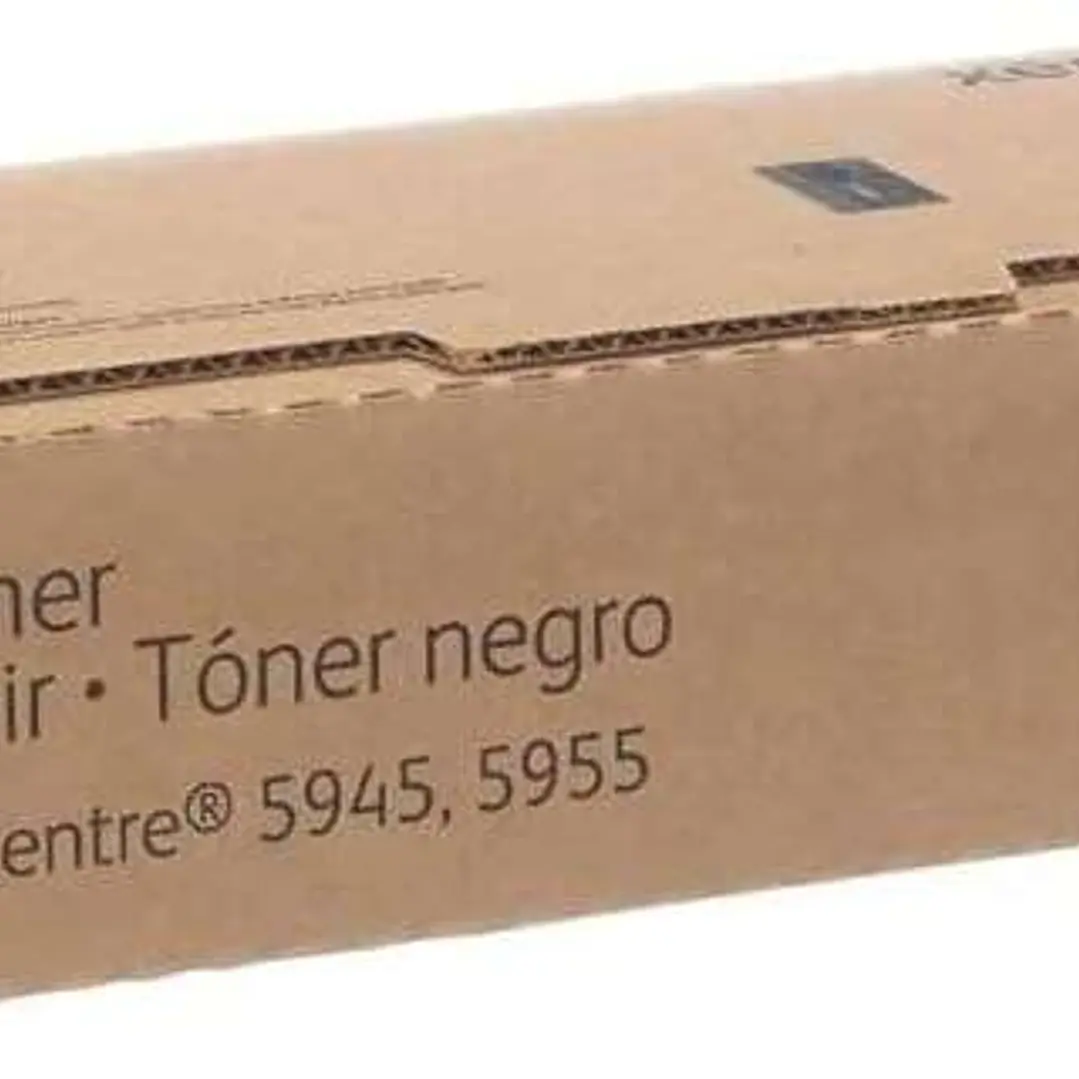 ner
ir • Tóner negro
entre® 5945, 5955